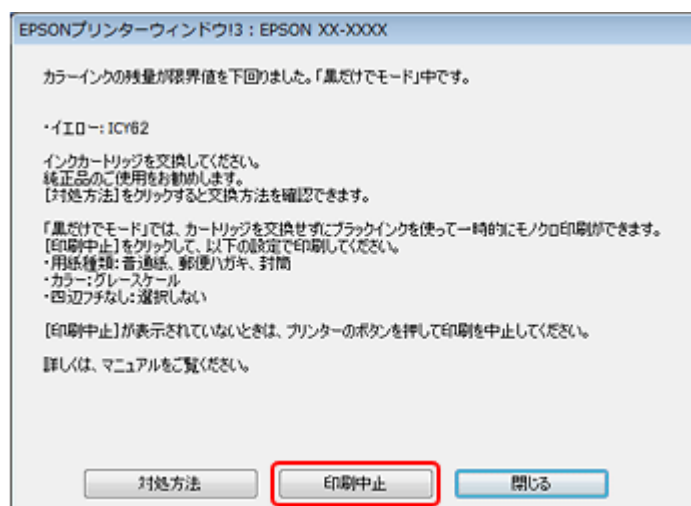 EPSONプリンターウィンドウ!3 : EPSON XX-XXXX
カラーインクの残量が限界値を下回りました。「黒だけでモード」中です。
・イエロー: ICY62
インクカートリッジを交換してください。
純正品のご使用をお勧めします。
[対処方法]をクリックすると交換方法を確認できます。
「黒だけでモード」では、カートリッジを交換せずにブラックインクを使って一時的にモノクロ印刷ができます。
[印刷中止]をクリックして、以下の設定で印刷してください。
・用紙種類: 普通紙、郵便ハガキ、封筒
・カラー: グレースケール
・四辺フチなし: 選択しない
[印刷中止]が表示されていないときは、プリンターのボタンを押して印刷を中止してください。
詳しくは、マニュアルをご覧ください。
対処方法 印刷中止 閉じる